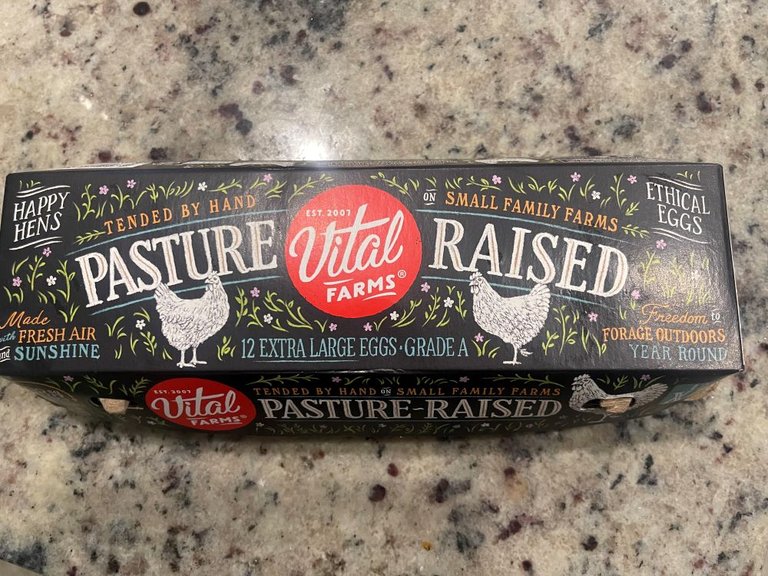 HAPPY
HENS
TENDED BY HAND
EST. 2007
Vital
FARMS®
ON
SMALL FAMILY FARMS
ETHICAL
EGGS
PASTURE
RAISED
Made
with FRESH AIR
and SUNSHINE
12 EXTRA LARGE EGGS · GRADE A
Freedom to
FORAGE OUTDOORS
YEAR ROUND
EST. 2007
Vital
FARMS®
TENDED BY HAND ON SMALL FAMILY FARMS
PASTURE-RAISED